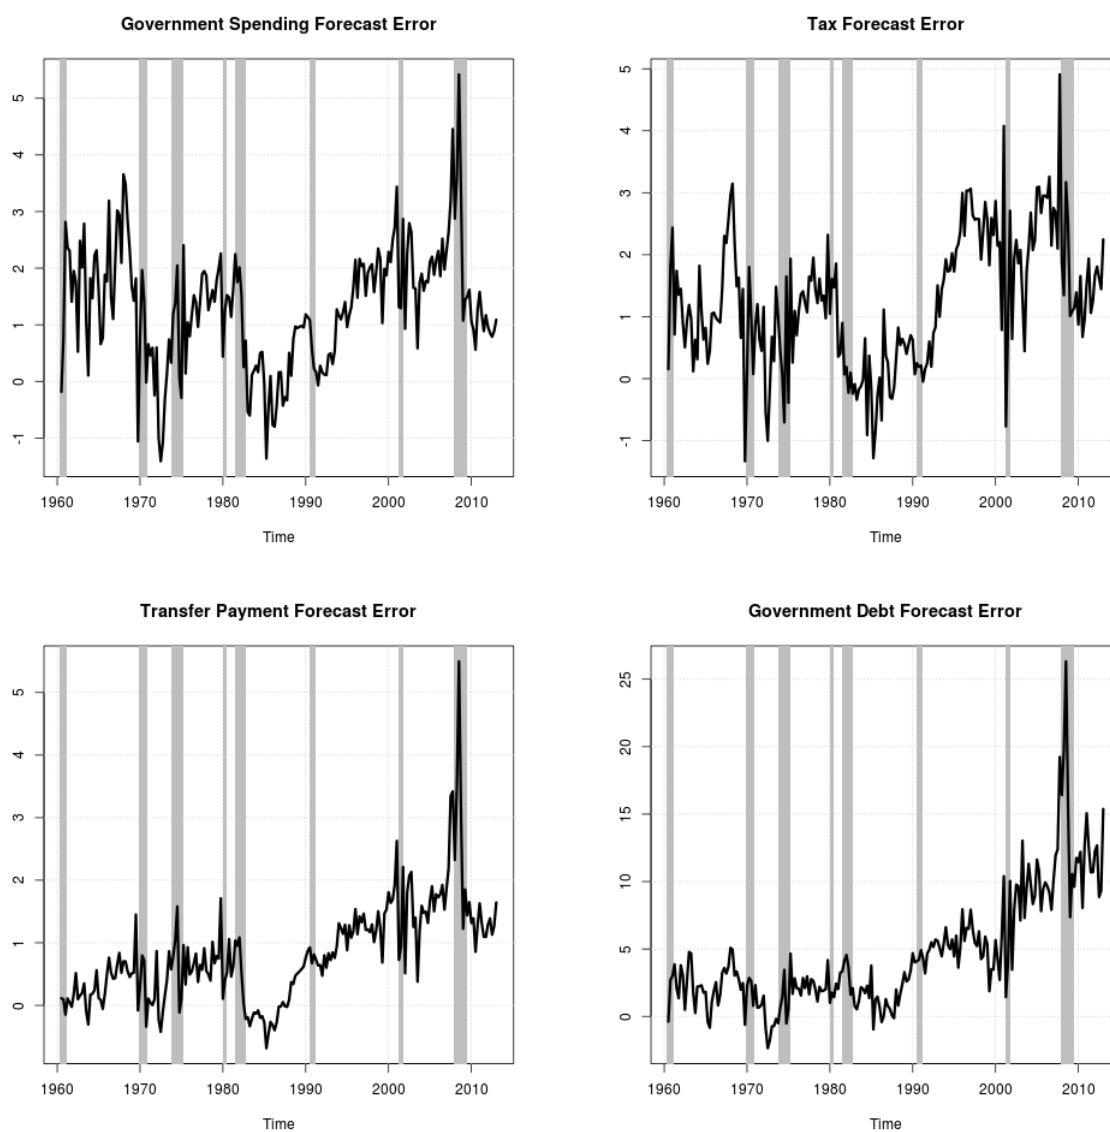 Government Spending Forecast Error
5
4
3
2
1
0
-1
1960 1970 1980 1990 2000 2010
Time
Tax Forecast Error
5
4
3
2
1
0
-1
1960 1970 1980 1990 2000 2010
Time
Transfer Payment Forecast Error
5
4
3
2
1
0
1960 1970 1980 1990 2000 2010
Time
Government Debt Forecast Error
25
20
15
10
5
0
1960 1970 1980 1990 2000 2010
Time